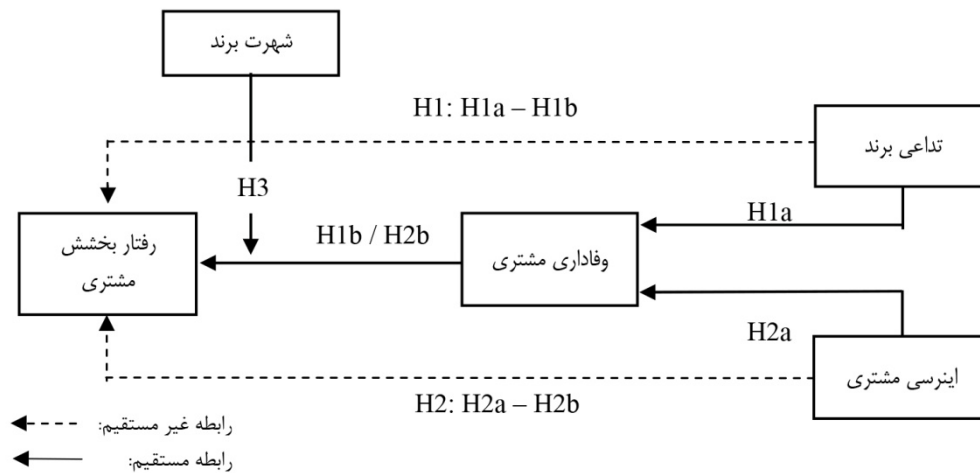 شهرت برند
H1: H1a – H1b
تداعی برند
H3
H1a
رفتار بخشش
مشتری
H1b / H2b
وفاداری مشتری
H2a
اینرسی مشتری
H2: H2a – H2b
رابطه غیر مستقیم:
رابطه مستقیم: